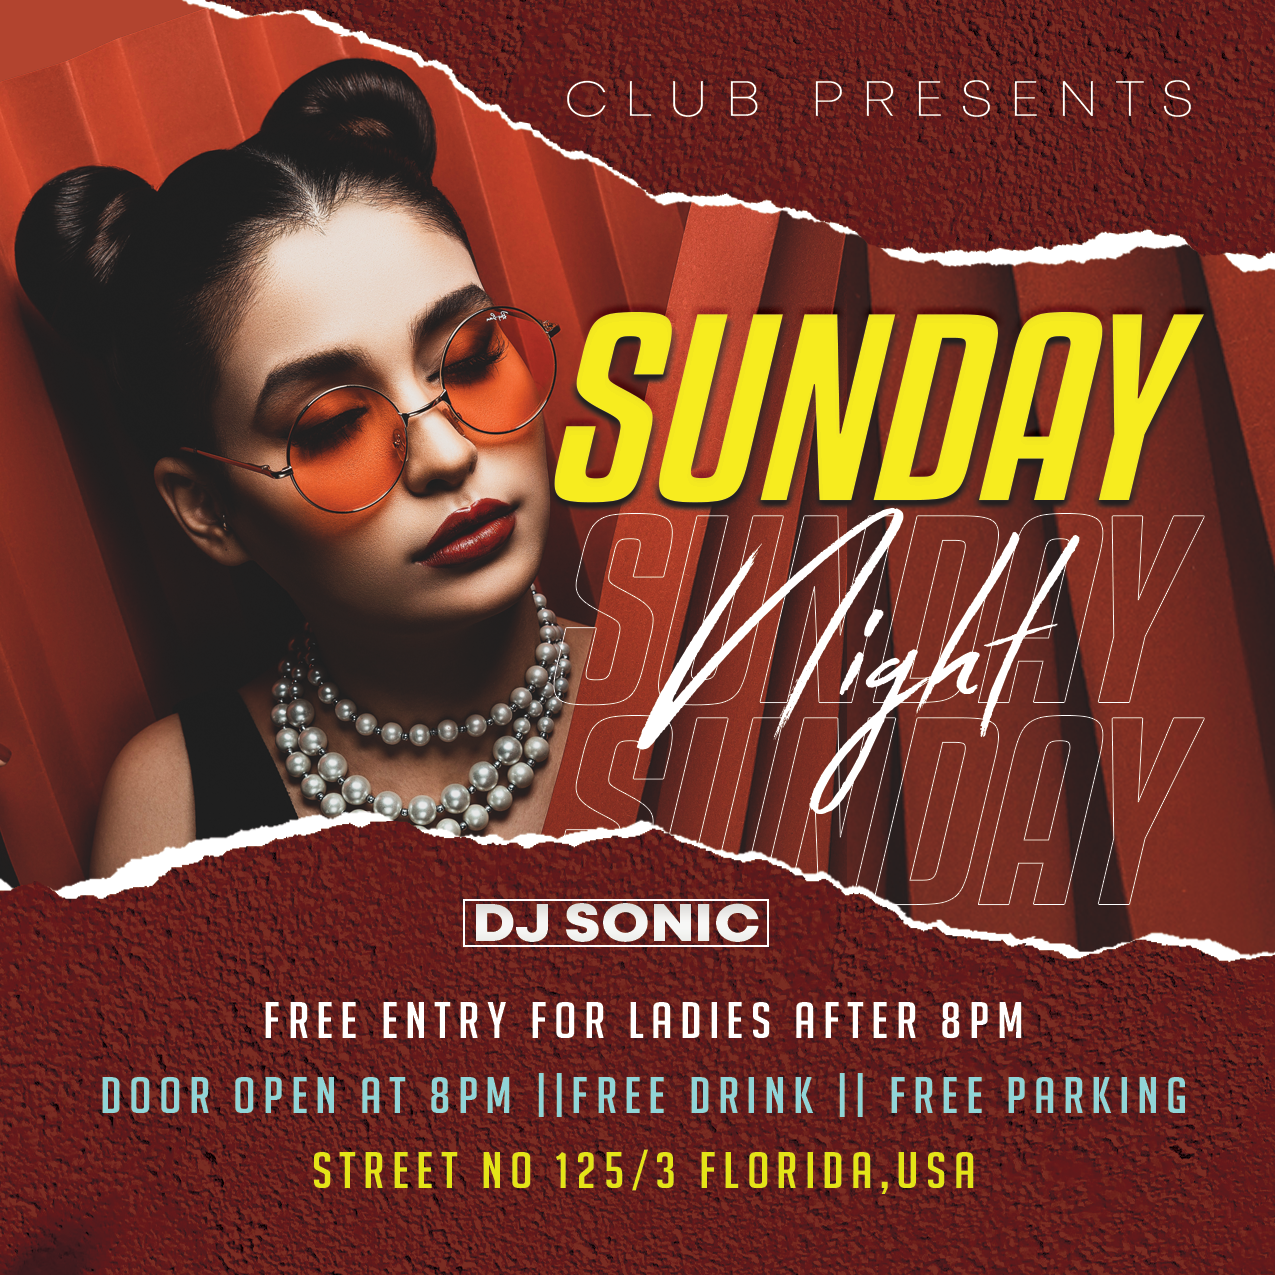 CLUB PRESENTS
SUNDAY
SUNDAY
Night
SUNDAY
DJ SONIC
FREE ENTRY FOR LADIES AFTER 8PM
DOOR OPEN AT 8PM ||FREE DRINK || FREE PARKING
STREET NO 125/3 FLORIDA,USA